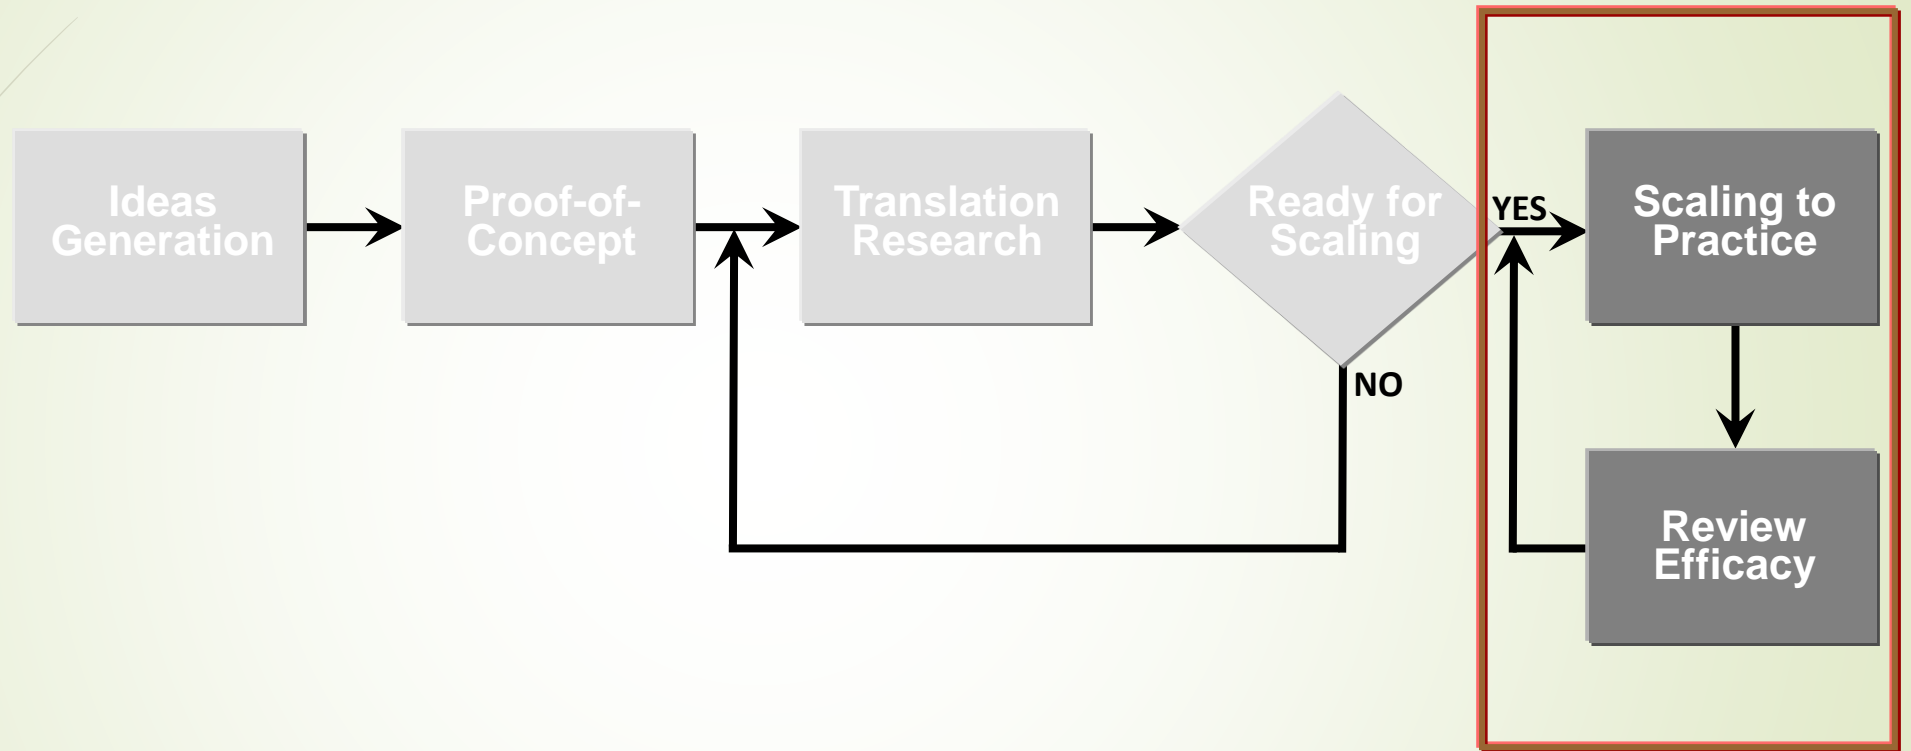 Ideas
Generation
Proof-of-
Concept
Translation
Research
Ready for
Scaling
YES
Scaling to
Practice
NO
Review
Efficacy